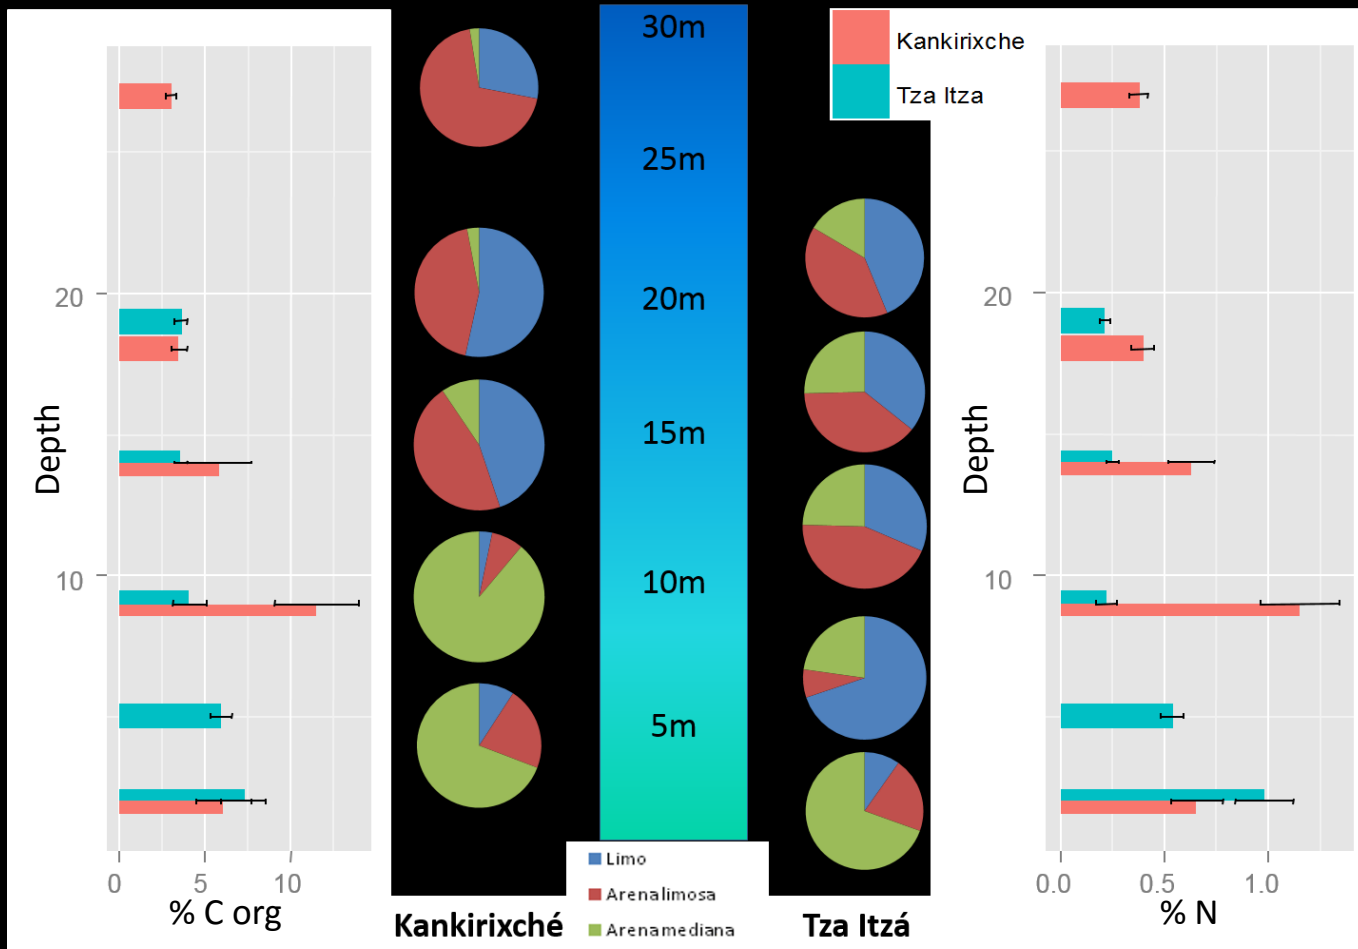 30m
25m
20m
15m
10m
5m
Kankirixche
Tza Itza
Depth
20
10
0
5
10
% C org
Kankirixché
Tza Itzá
Limo
Arenalimosa
Arenamediana
Depth
20
10
0.0
0.5
1.0
% N